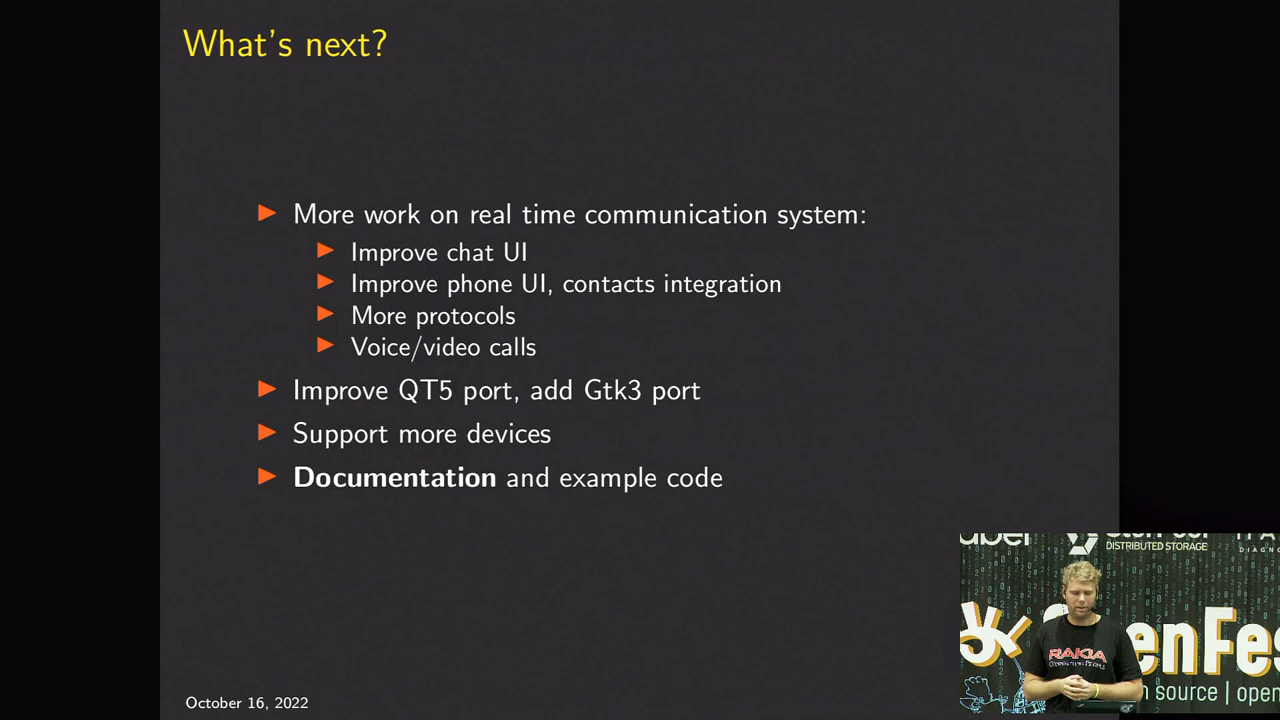 What's next?
More work on real time communication system:
Improve chat UI
Improve phone UI, contacts integration
More protocols
Voice/video calls
Improve QT5 port, add Gtk3 port
Support more devices
Documentation and example code
October 16, 2022
DISTRIBUTED STORAGE
RAKIA